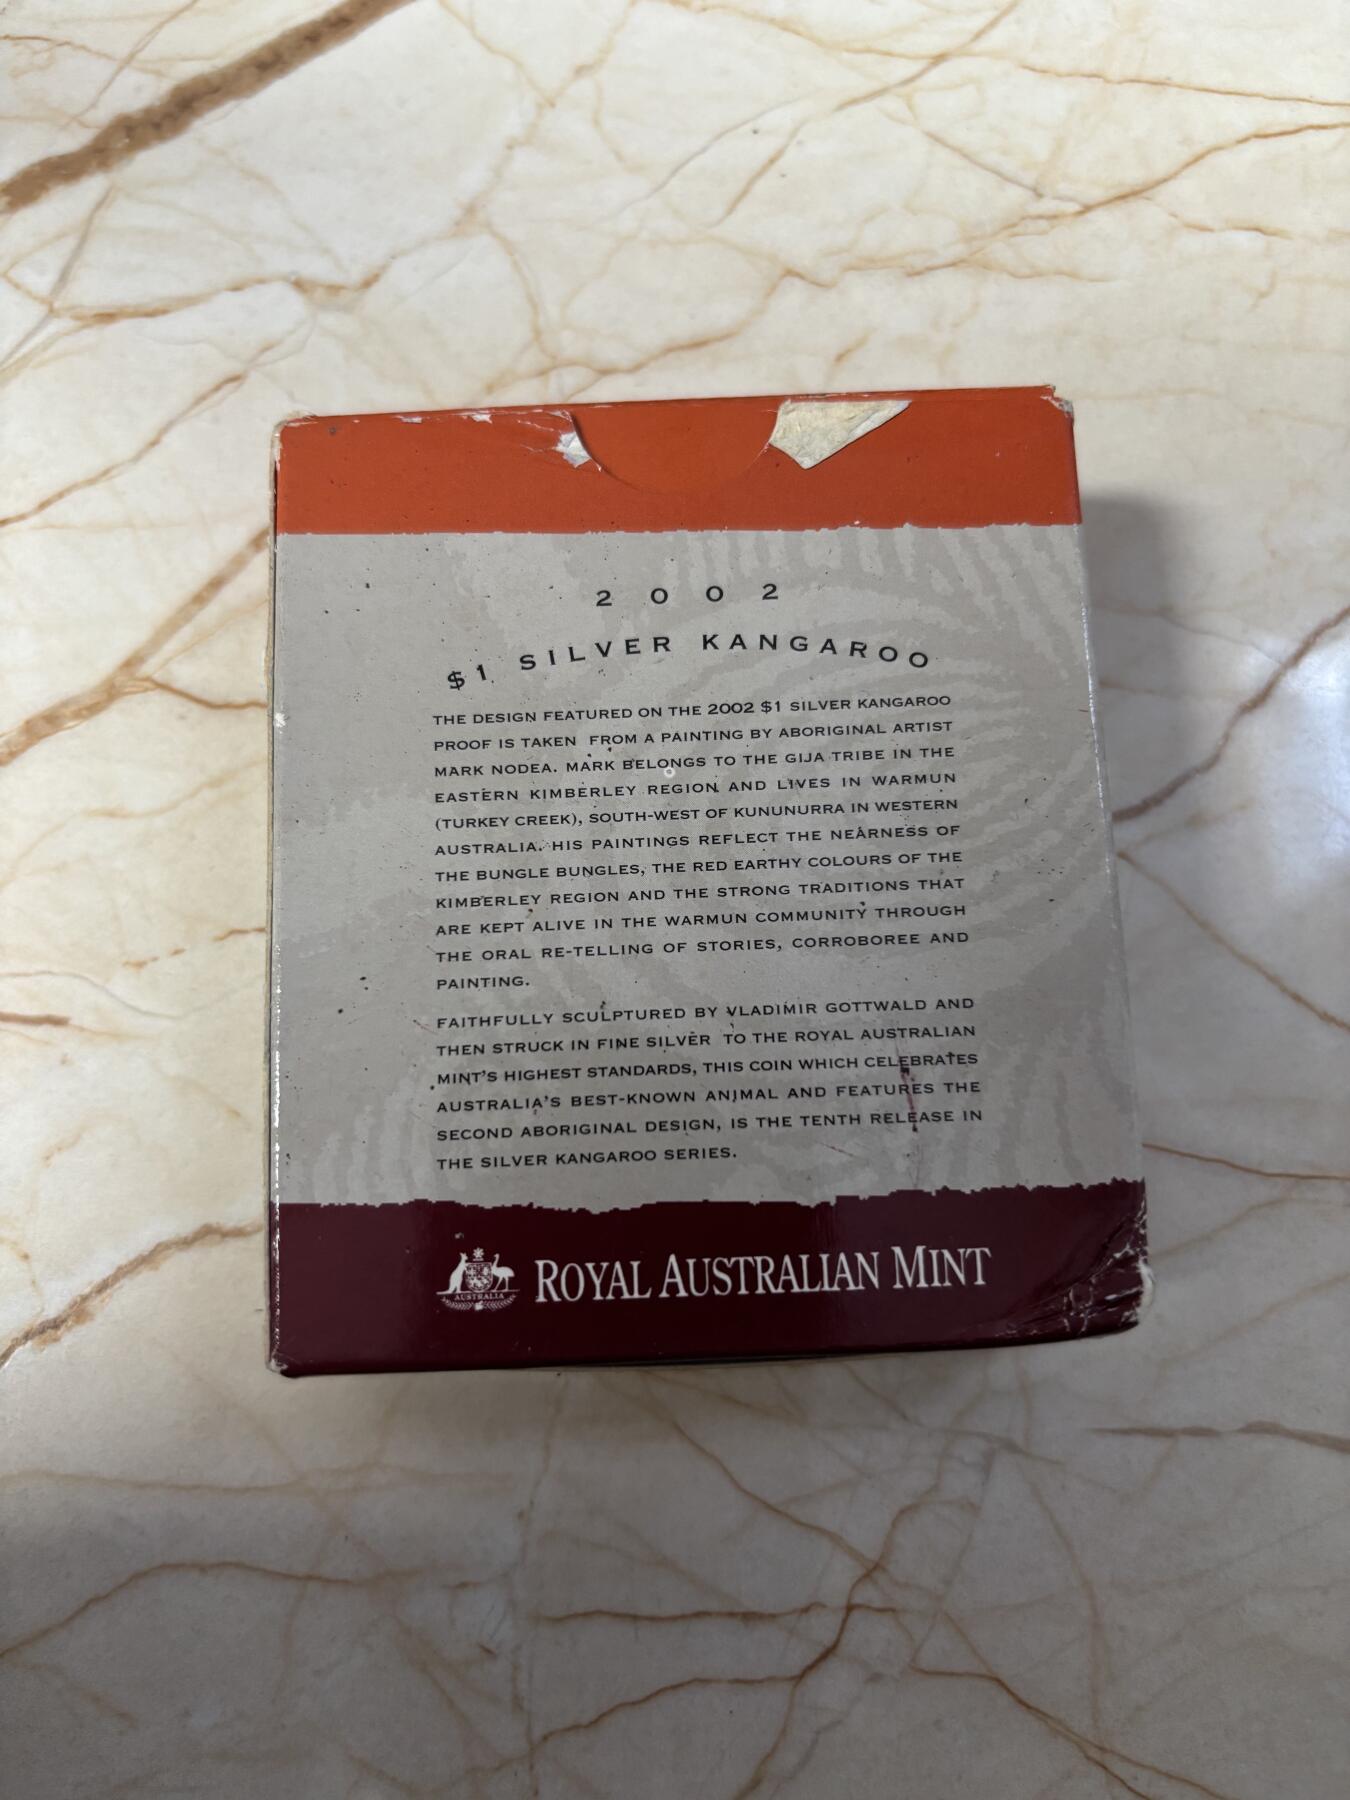 2002
$1 SILVER KANGAROO
THE DESIGN FEATURED ON THE 2002 $1 SILVER KANGAROO
PROOF IS TAKEN FROM A PAINTING BY ABORIGINAL ARTIST
MARK NODEA. MARK BELONGS TO THE GIJA TRIBE IN THE
EASTERN KIMBERLEY REGION AND LIVES IN WARMUN
(TURKEY CREEK), SOUTH-WEST OF KUNUNURRA IN WESTERN
AUSTRALIA. HIS PAINTINGS REFLECT THE NEARNESS OF
THE BUNGLE BUNGLES, THE RED EARTHY COLOURS OF THE
KIMBERLEY REGION AND THE STRONG TRADITIONS THAT
ARE KEPT ALIVE IN THE WARMUN COMMUNITY THROUGH
THE ORAL RE-TELLING OF STORIES, CORROBOREE AND
PAINTING.
FAITHFULLY SCULPTURED BY VLADIMIR GOTTWALD AND
THEN STRUCK IN FINE SILVER TO THE ROYAL AUSTRALIAN
MINT'S HIGHEST STANDARDS, THIS COIN WHICH CELEBRATES
AUSTRALIA'S BEST-KNOWN ANIMAL AND FEATURES THE
SECOND ABORIGINAL DESIGN, IS THE TENTH RELEASE IN
THE SILVER KANGAROO SERIES.
AUSTRALIA
ROYAL AUSTRALIAN MINT